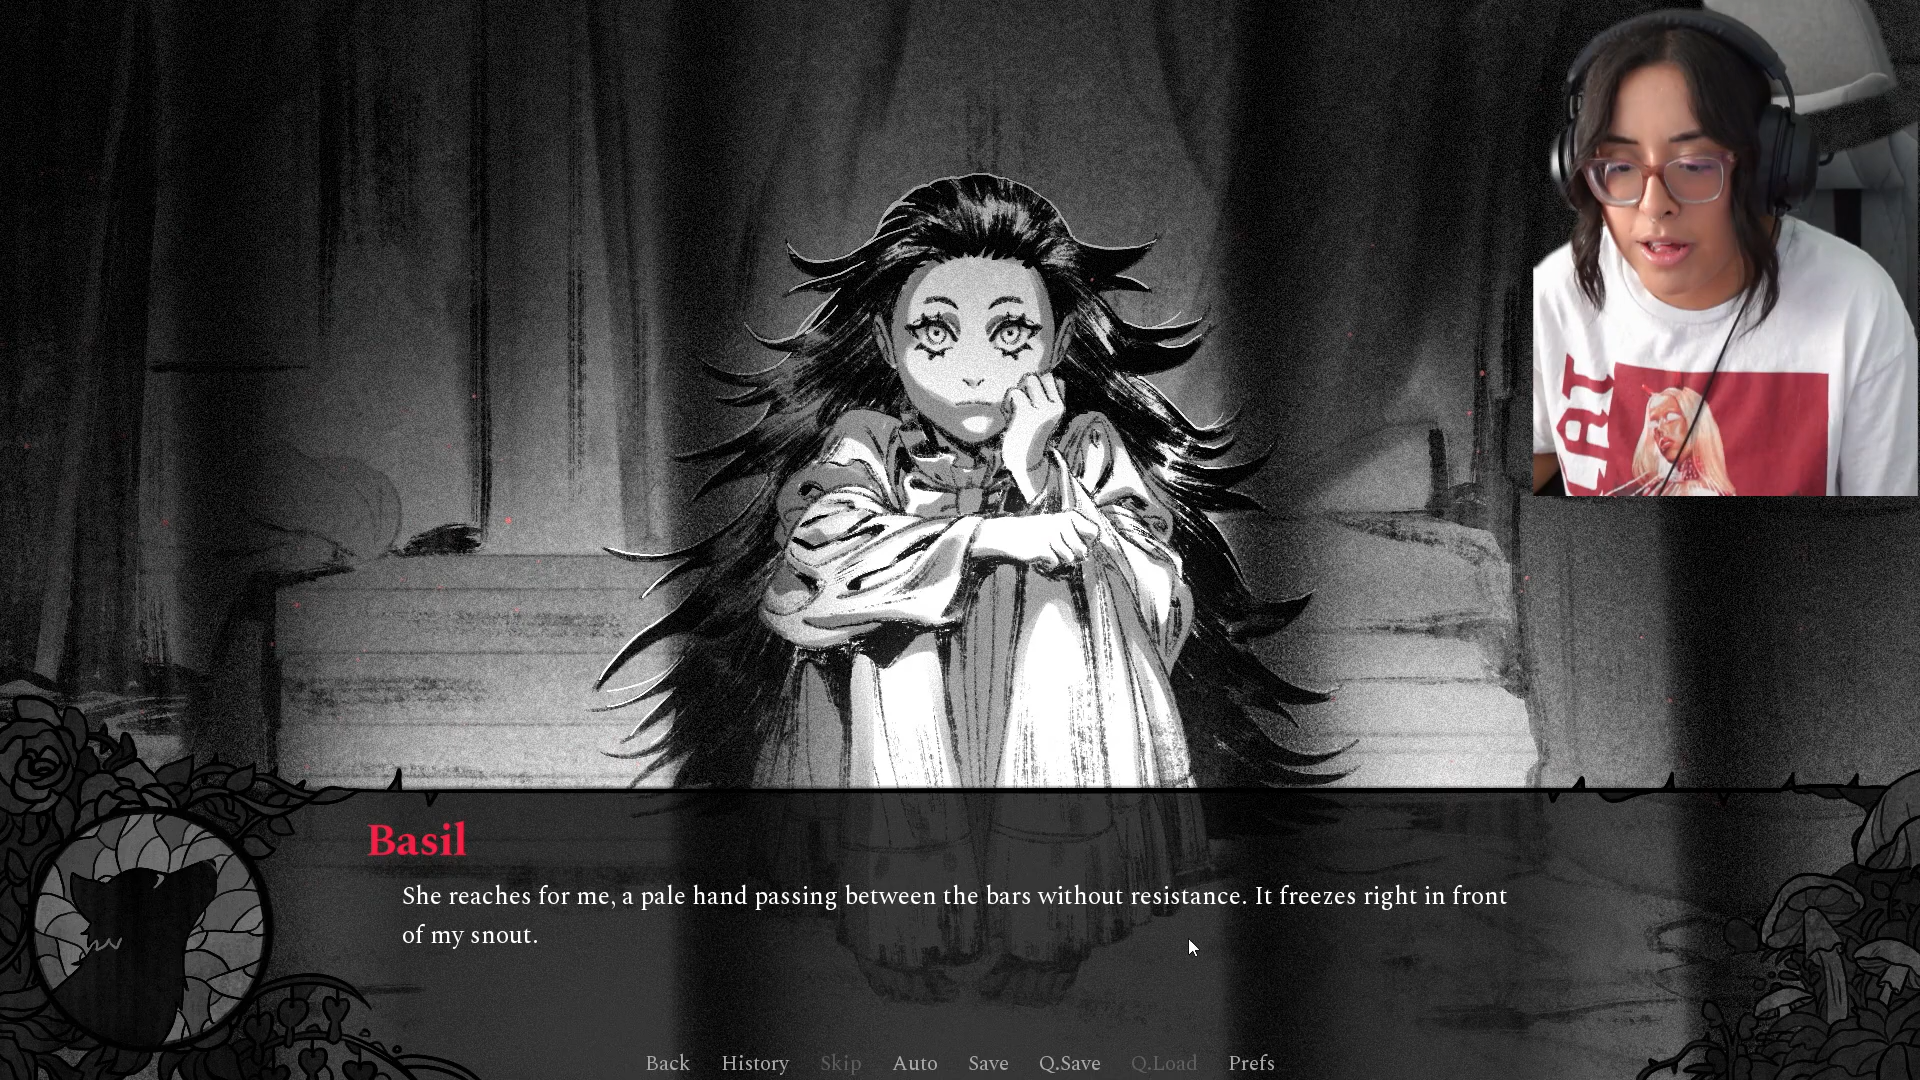 Basil
She reaches for me, a pale hand passing between the bars without resistance. It freezes right in front
of my snout.
Back History Skip Auto Save Q.Save Q.Load Prefs